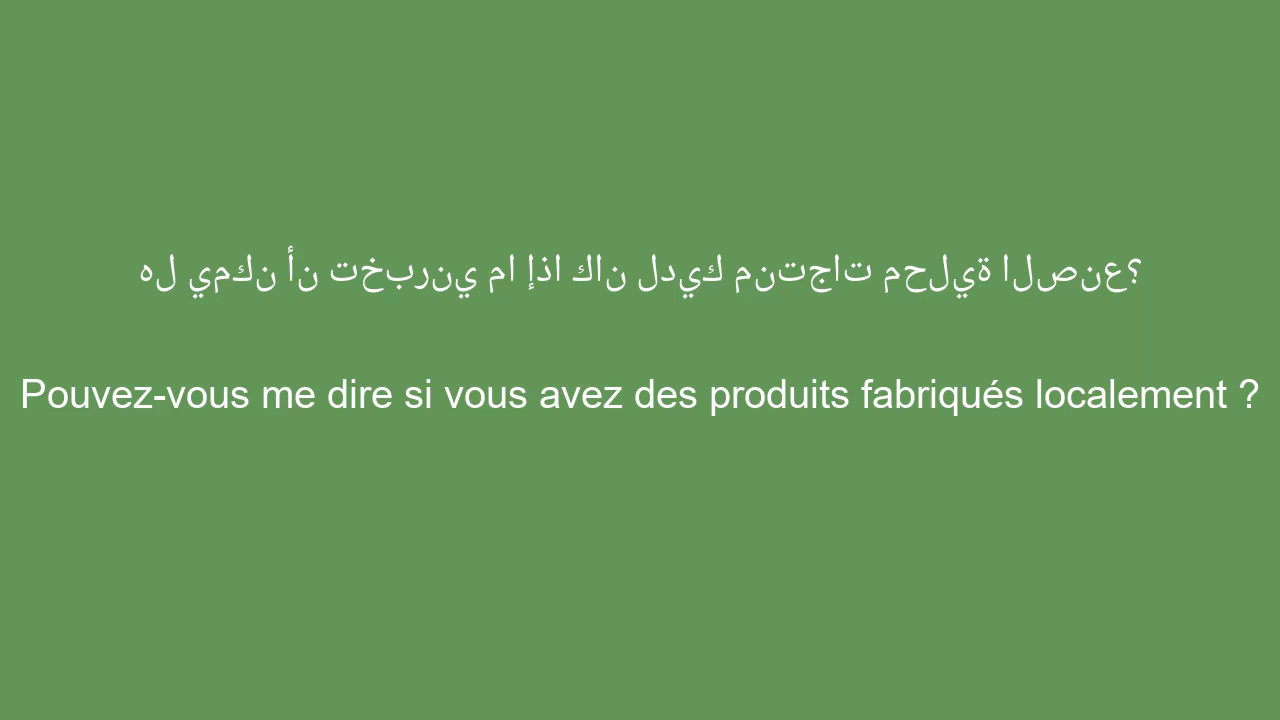 هل يمكن أن تخبرني ما إذا كان لديك منتجات محلية الصنع؟
Pouvez-vous me dire si vous avez des produits fabriqués localement ?